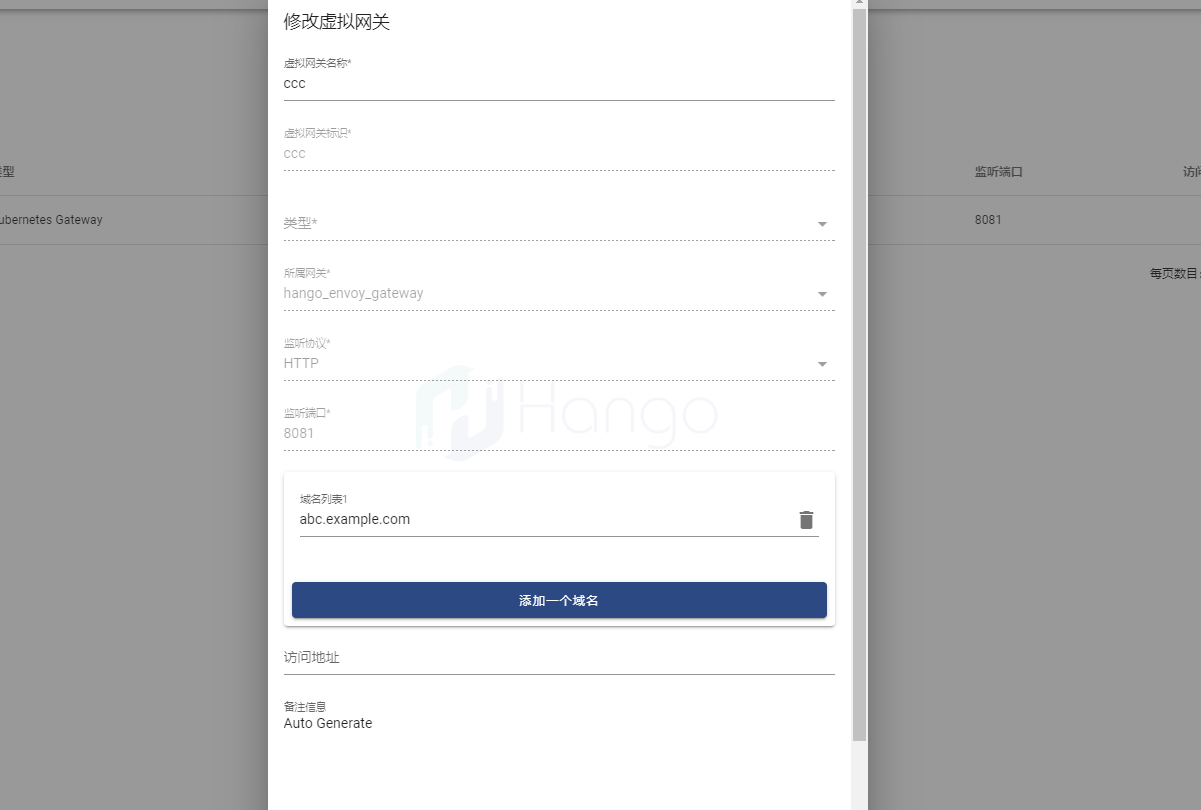 修改虚拟网关
虚拟网关名称*
ccc
虚拟网关标识*
ccc
类型*
所属网关*
hango_envoy_gateway
监听协议*
HTTP
监听端口*
8081
Hango
域名列表1
abc.example.com
添加一个域名
访问地址
备注信息
Auto Generate
型
ubernetes Gateway
监听端口
访问
8081
每页数目: